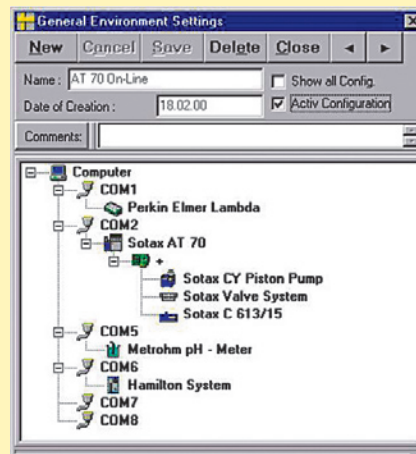 General Environment Settings
New Cancel Save Delete Close
Name : AT 70 On-Line
Show all Config.
Date of Creation : 18.02.00
Activ Configuration
Comments:
Computer
COM1
Perkin Elmer Lambda
COM2
Sotax AT 70
+
Sotax CY Piston Pump
Sotax Valve System
Sotax C 613/15
COM5
Metrohm pH - Meter
COM6
Hamilton System
COM7
COM8